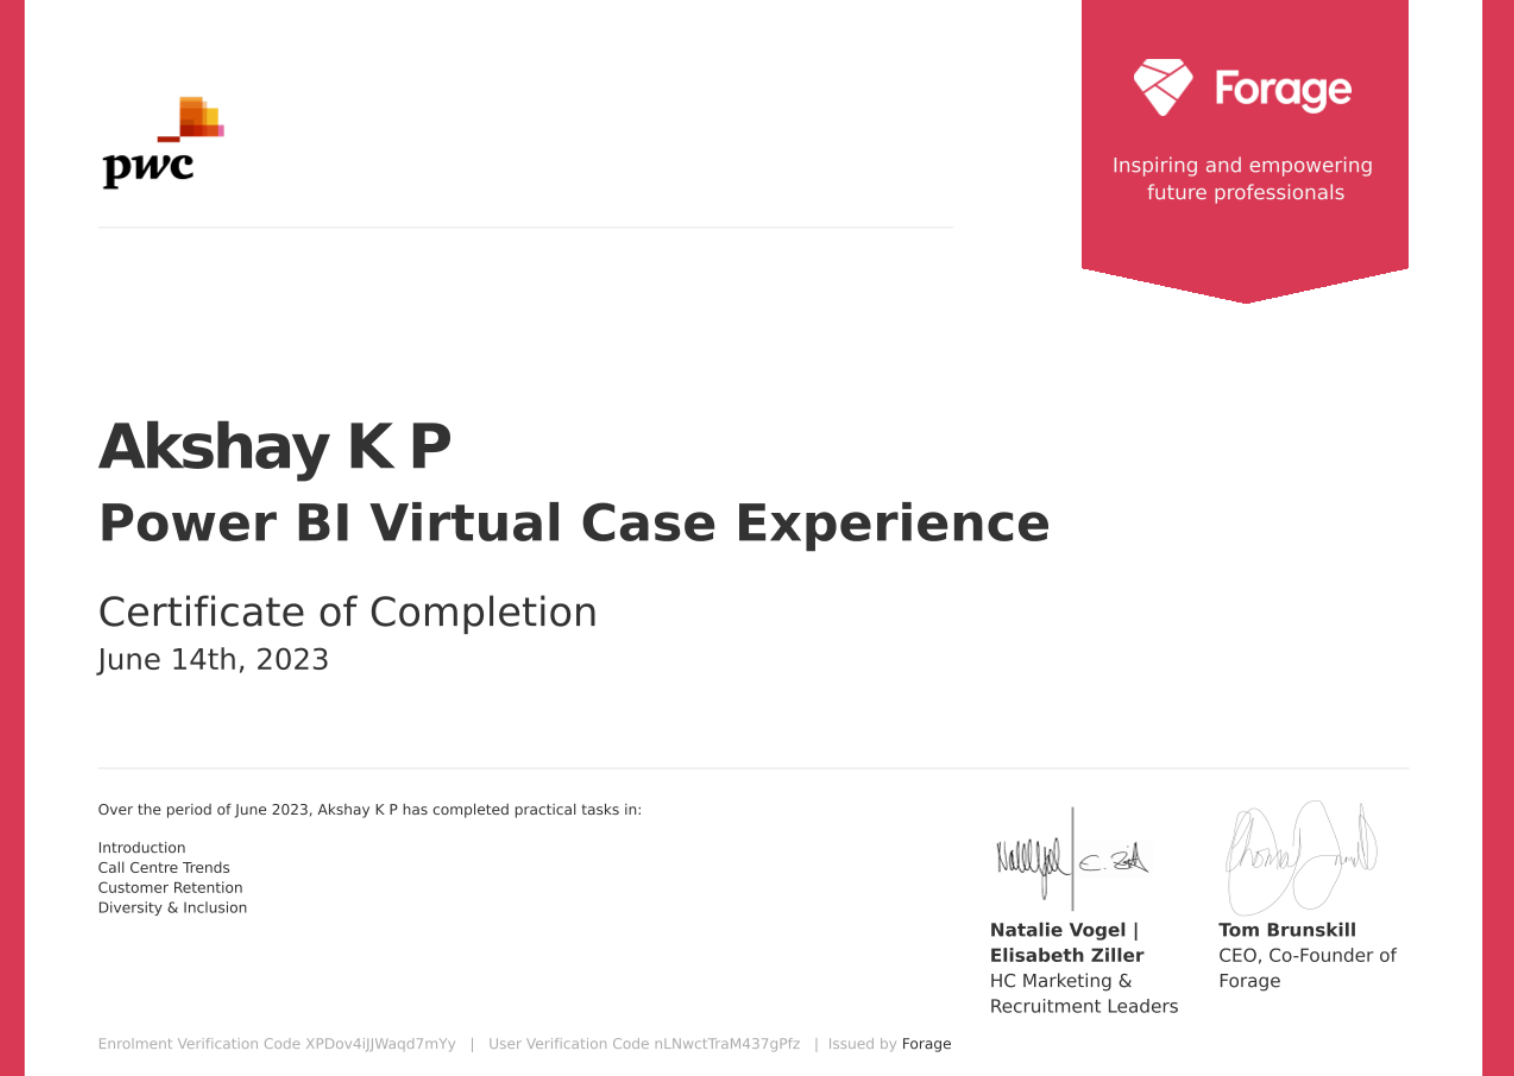 pwc
Forage
Inspiring and empowering
future professionals
Akshay K P
Power BI Virtual Case Experience
Certificate of Completion
June 14th, 2023
Over the period of June 2023, Akshay K P has completed practical tasks in:
Introduction
Call Centre Trends
Customer Retention
Diversity & Inclusion
Natalie Vogel |
Elisabeth Ziller
HC Marketing &
Recruitment Leaders
Tom Brunskill
CEO, Co-Founder of
Forage
Enrolment Verification Code XPDov4iJJWaqd7mYy | User Verification Code nLNwctTraM437gPfz | Issued by Forage